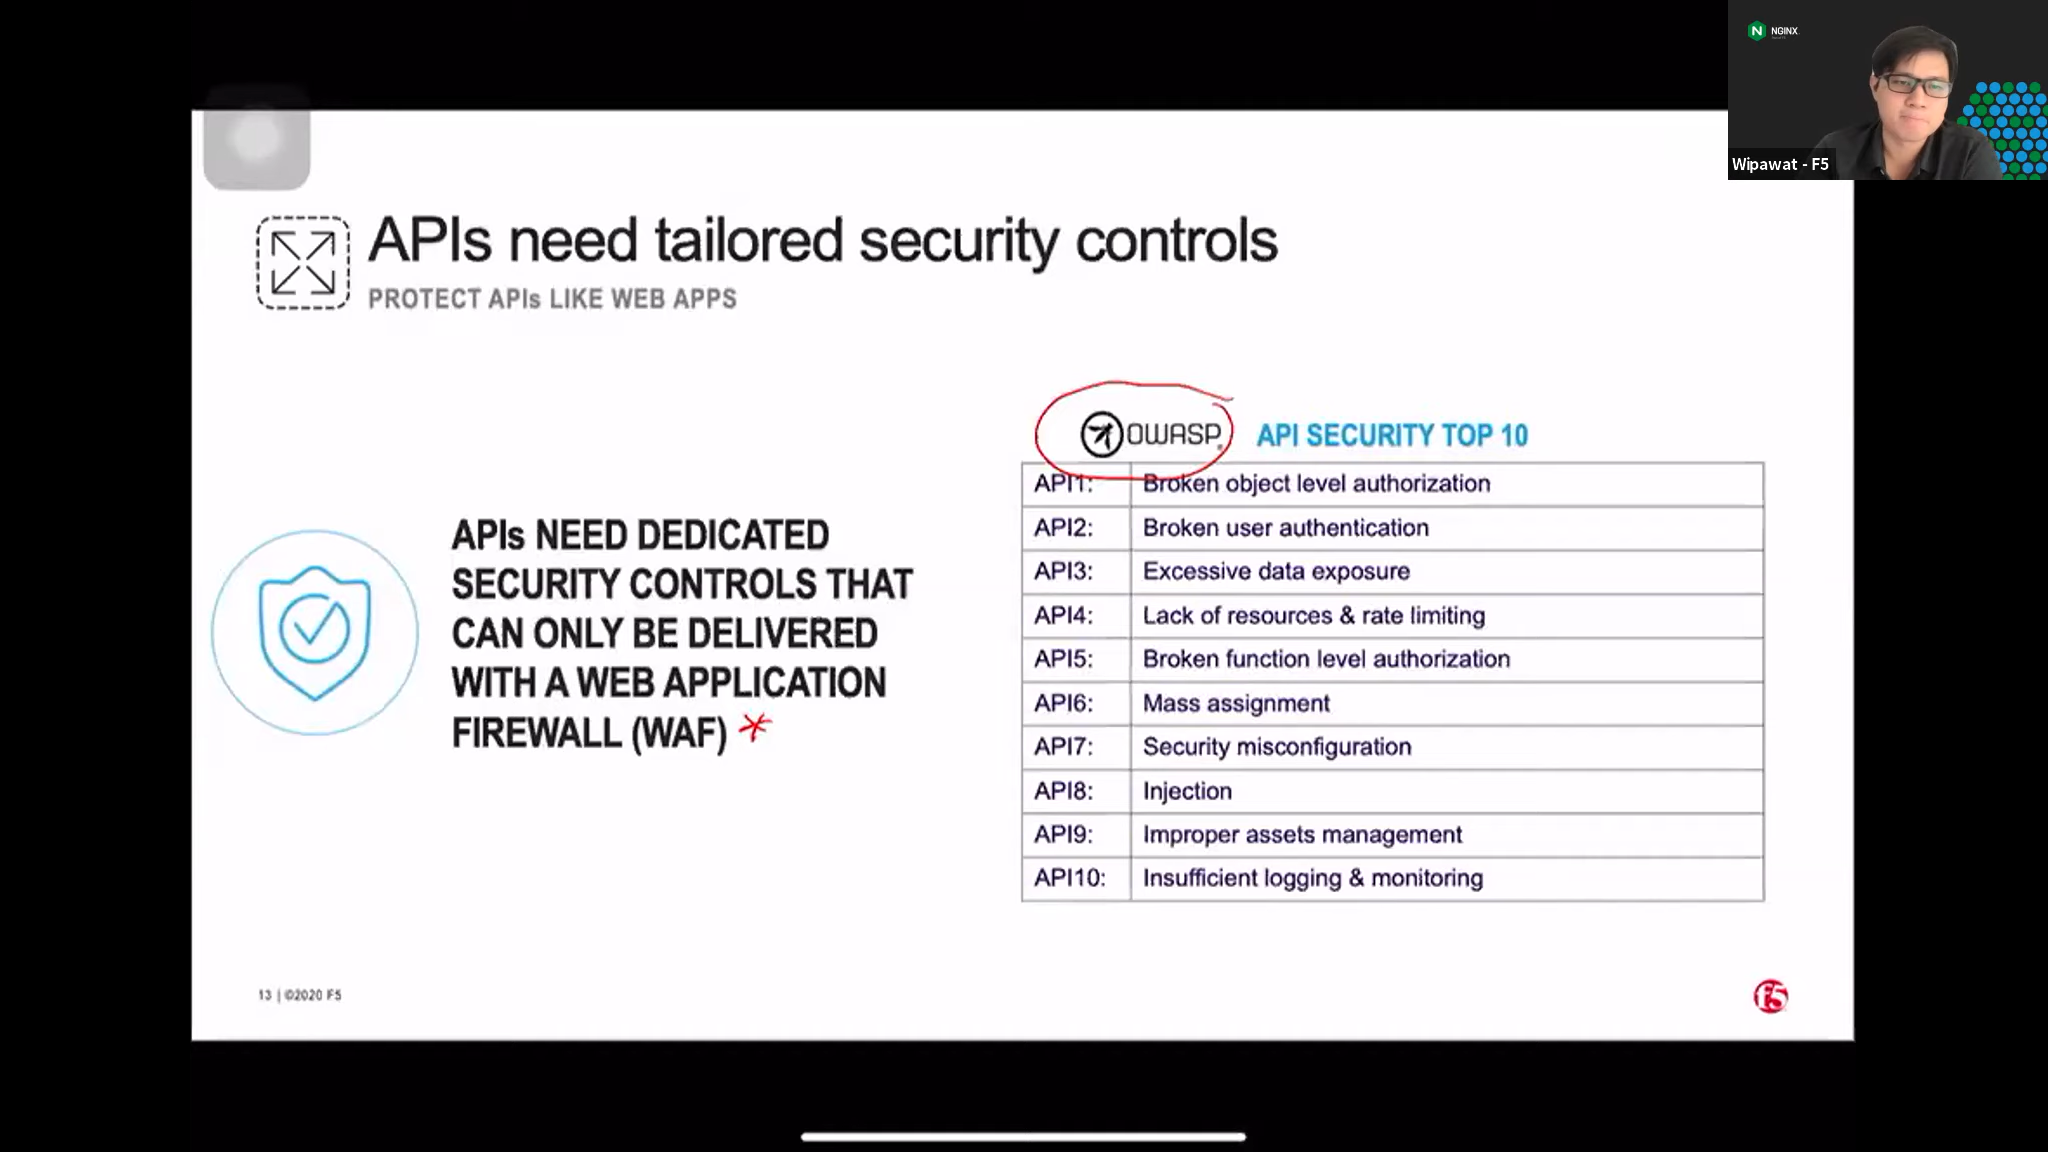 NGINX
Wipawat - F5
APIs need tailored security controls
PROTECT APIs LIKE WEB APPS
OWASP API SECURITY TOP 10
APIs NEED DEDICATED
SECURITY CONTROLS THAT
CAN ONLY BE DELIVERED
WITH A WEB APPLICATION
FIREWALL (WAF) *
API1: Broken object level authorization
API2: Broken user authentication
API3: Excessive data exposure
API4: Lack of resources & rate limiting
API5: Broken function level authorization
API6: Mass assignment
API7: Security misconfiguration
API8: Injection
API9: Improper assets management
API10: Insufficient logging & monitoring
13 | ©2020 F5
f5